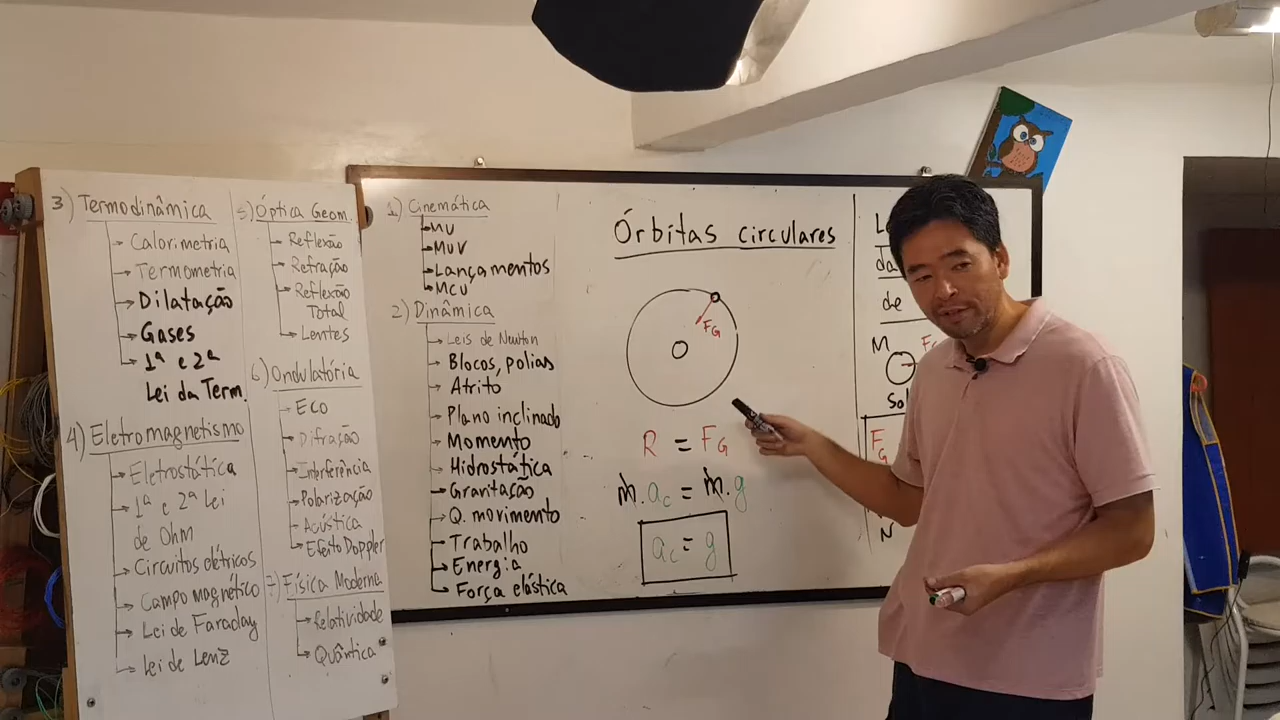 3) Termodinâmica
Calorimetria
Termometria
Dilatação
Gases
1ª e 2ª
Lei da Term.
4) Eletromagnetismo
Eletrostática
1ª e 2ª Lei
de Ohm
Circuitos elétricos
Campo magnético
Lei de Faraday
Lei de Lenz
5) Óptica Geom.
Reflexão
Refração
Reflexão
Total
Lentes
6) Ondulatória
Eco
Difração
Interferência
Polarização
Acústica
Efeito Doppler
7) Física Moderna
Relatividade
Quântica
1) Cinemática
MU
MUV
Lançamentos
MCU
2) Dinâmica
Leis de Newton
Blocos, polias
Atrito
Plano inclinado
Momento
Hidrostática
Gravitação
Q. movimento
Trabalho
Energia
Força elástica
Órbitas circulares
FG
R = FG
m.ac = m.g
ac = g
da
de
M
Sol
FG
N